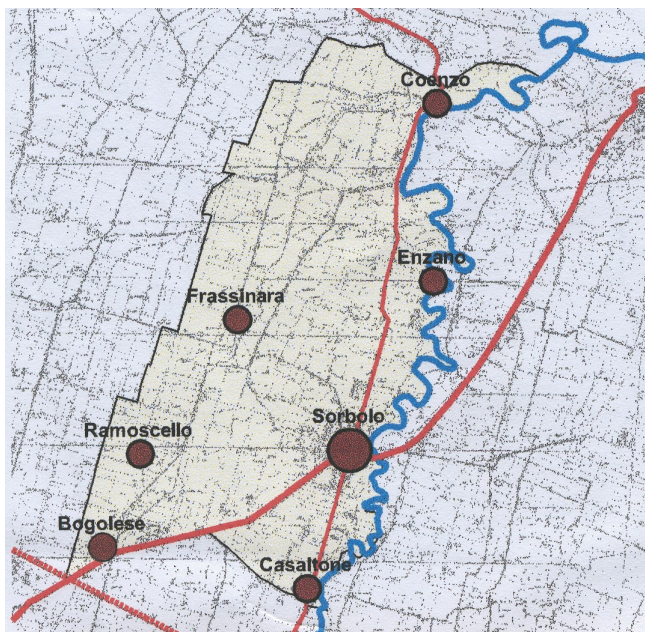 Coenzo
Enzano
Frassinara
Sorbolo
Ramoscello
Bogolese
Casaltone